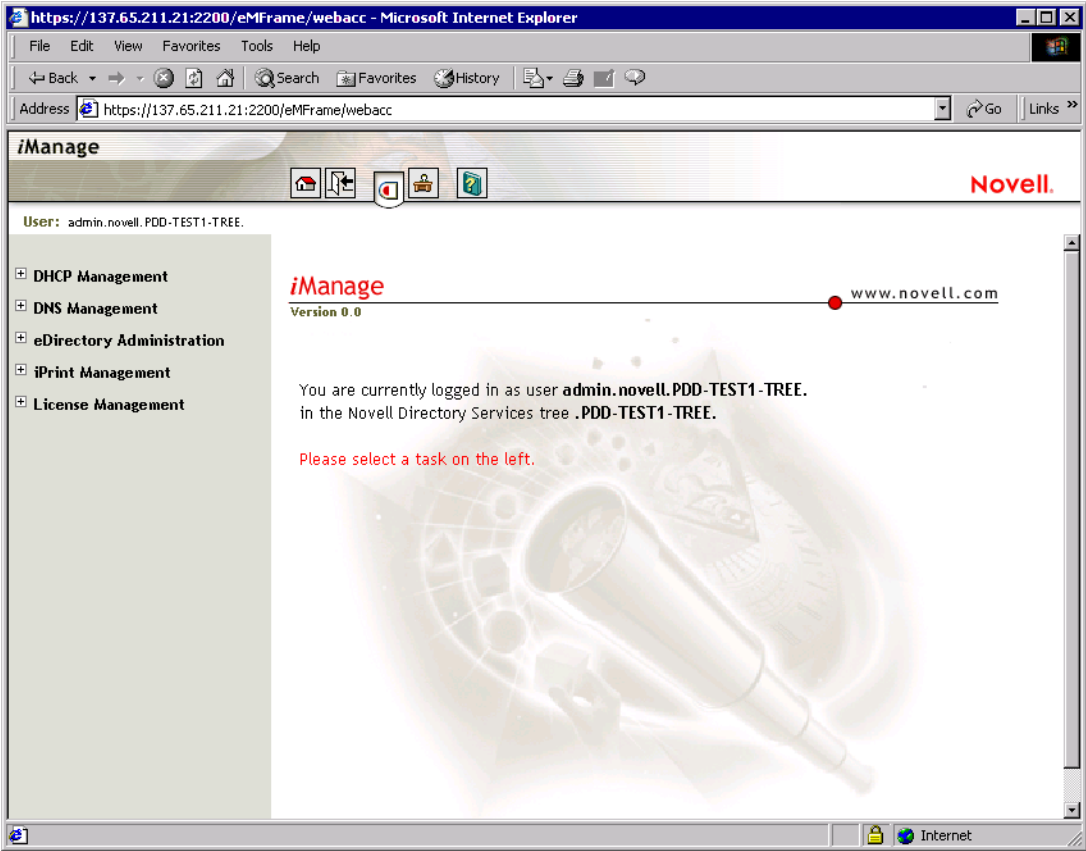 https://137.65.211.21:2200/eMFrame/webacc - Microsoft Internet Explorer
File Edit View Favorites Tools Help
Back Search Favorites History
Address https://137.65.211.21:2200/eMFrame/webacc Go Links »
iManage
Novell.
User: admin.novell.PDD-TEST1-TREE.
DHCP Management
DNS Management
eDirectory Administration
iPrint Management
License Management
iManage
www.novell.com
Version 0.0
You are currently logged in as user admin.novell.PDD-TEST1-TREE.
in the Novell Directory Services tree .PDD-TEST1-TREE.
Please select a task on the left.
Internet